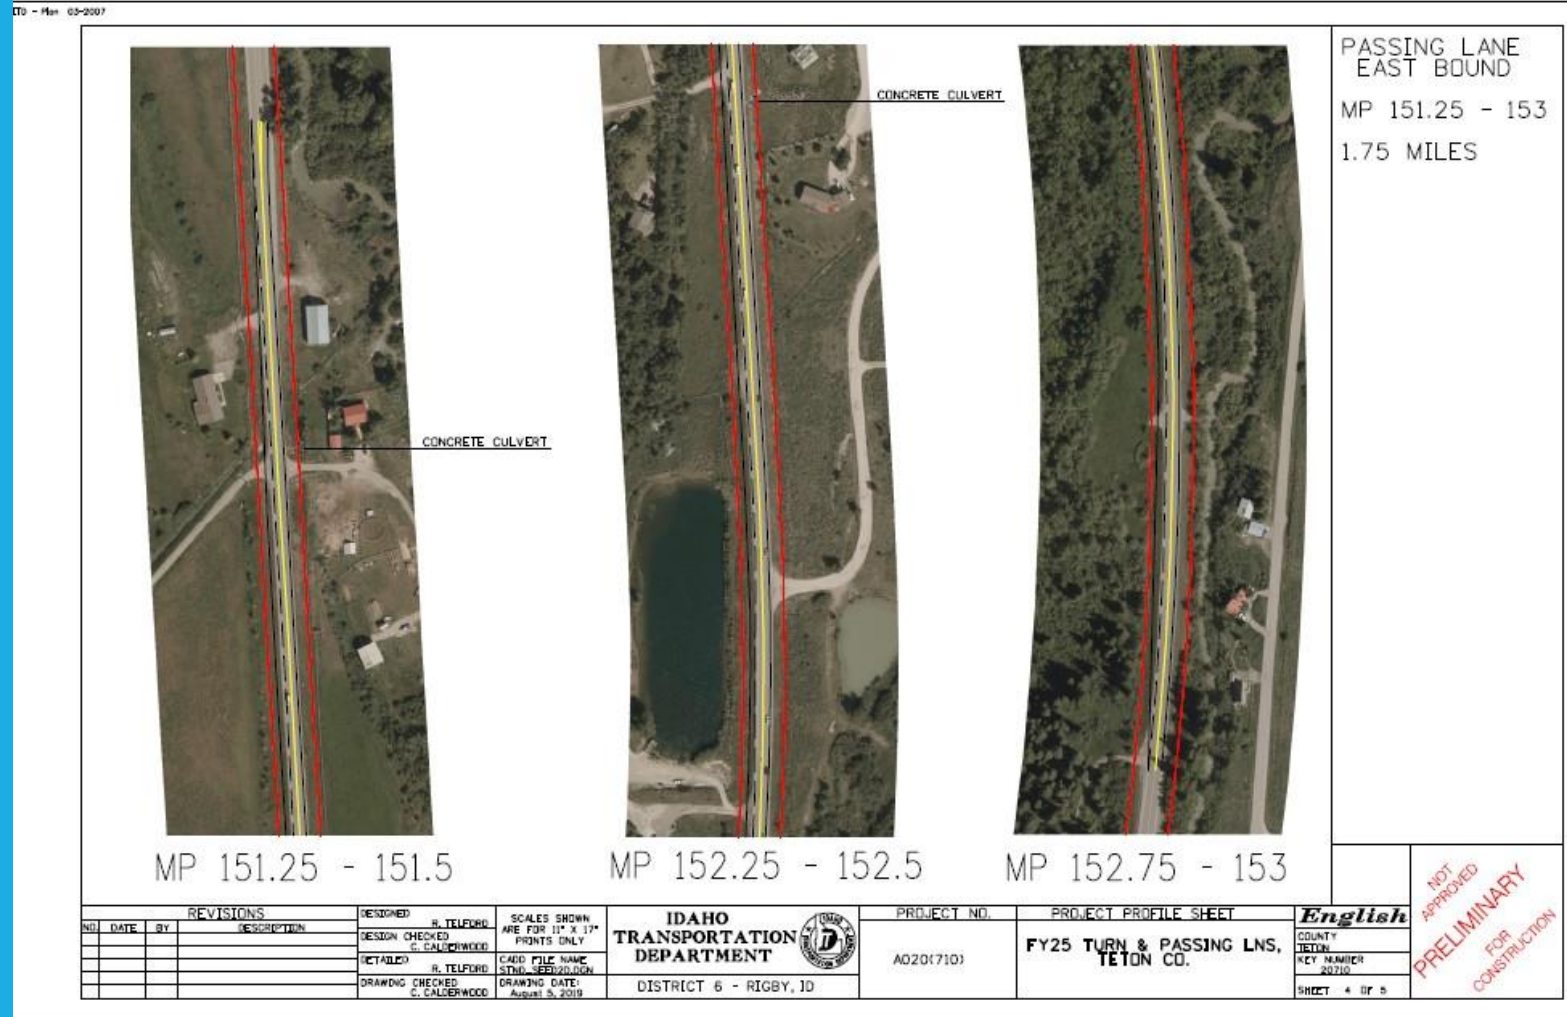 ITD - Plan 03-2007
PASSING LANE
EAST BOUND
MP 151.25 - 153
1.75 MILES
CONCRETE CULVERT
CONCRETE CULVERT
MP 151.25 - 151.5
MP 152.25 - 152.5
MP 152.75 - 153
REVISIONS
NO. DATE BY DESCRIPTION
DESIGNED
R. TELFORD
DESIGN CHECKED
C. CALDERWOOD
DETAILED
R. TELFORD
DRAWING CHECKED
C. CALDERWOOD
SCALES SHOWN
ARE FOR 11" X 17"
PRINTS ONLY
CADD FILE NAME
STND_SEED2D.DGN
DRAWING DATE:
August 5, 2019
IDAHO
TRANSPORTATION
DEPARTMENT
DISTRICT 6 - RIGBY, ID
PROJECT NO.
A020(710)
PROJECT PROFILE SHEET
FY25 TURN & PASSING LNS,
TETON CO.
English
COUNTY
TETON
KEY NUMBER
20710
SHEET 4 OF 5
NOT
APPROVED
PRELIMINARY
FOR
CONSTRUCTION